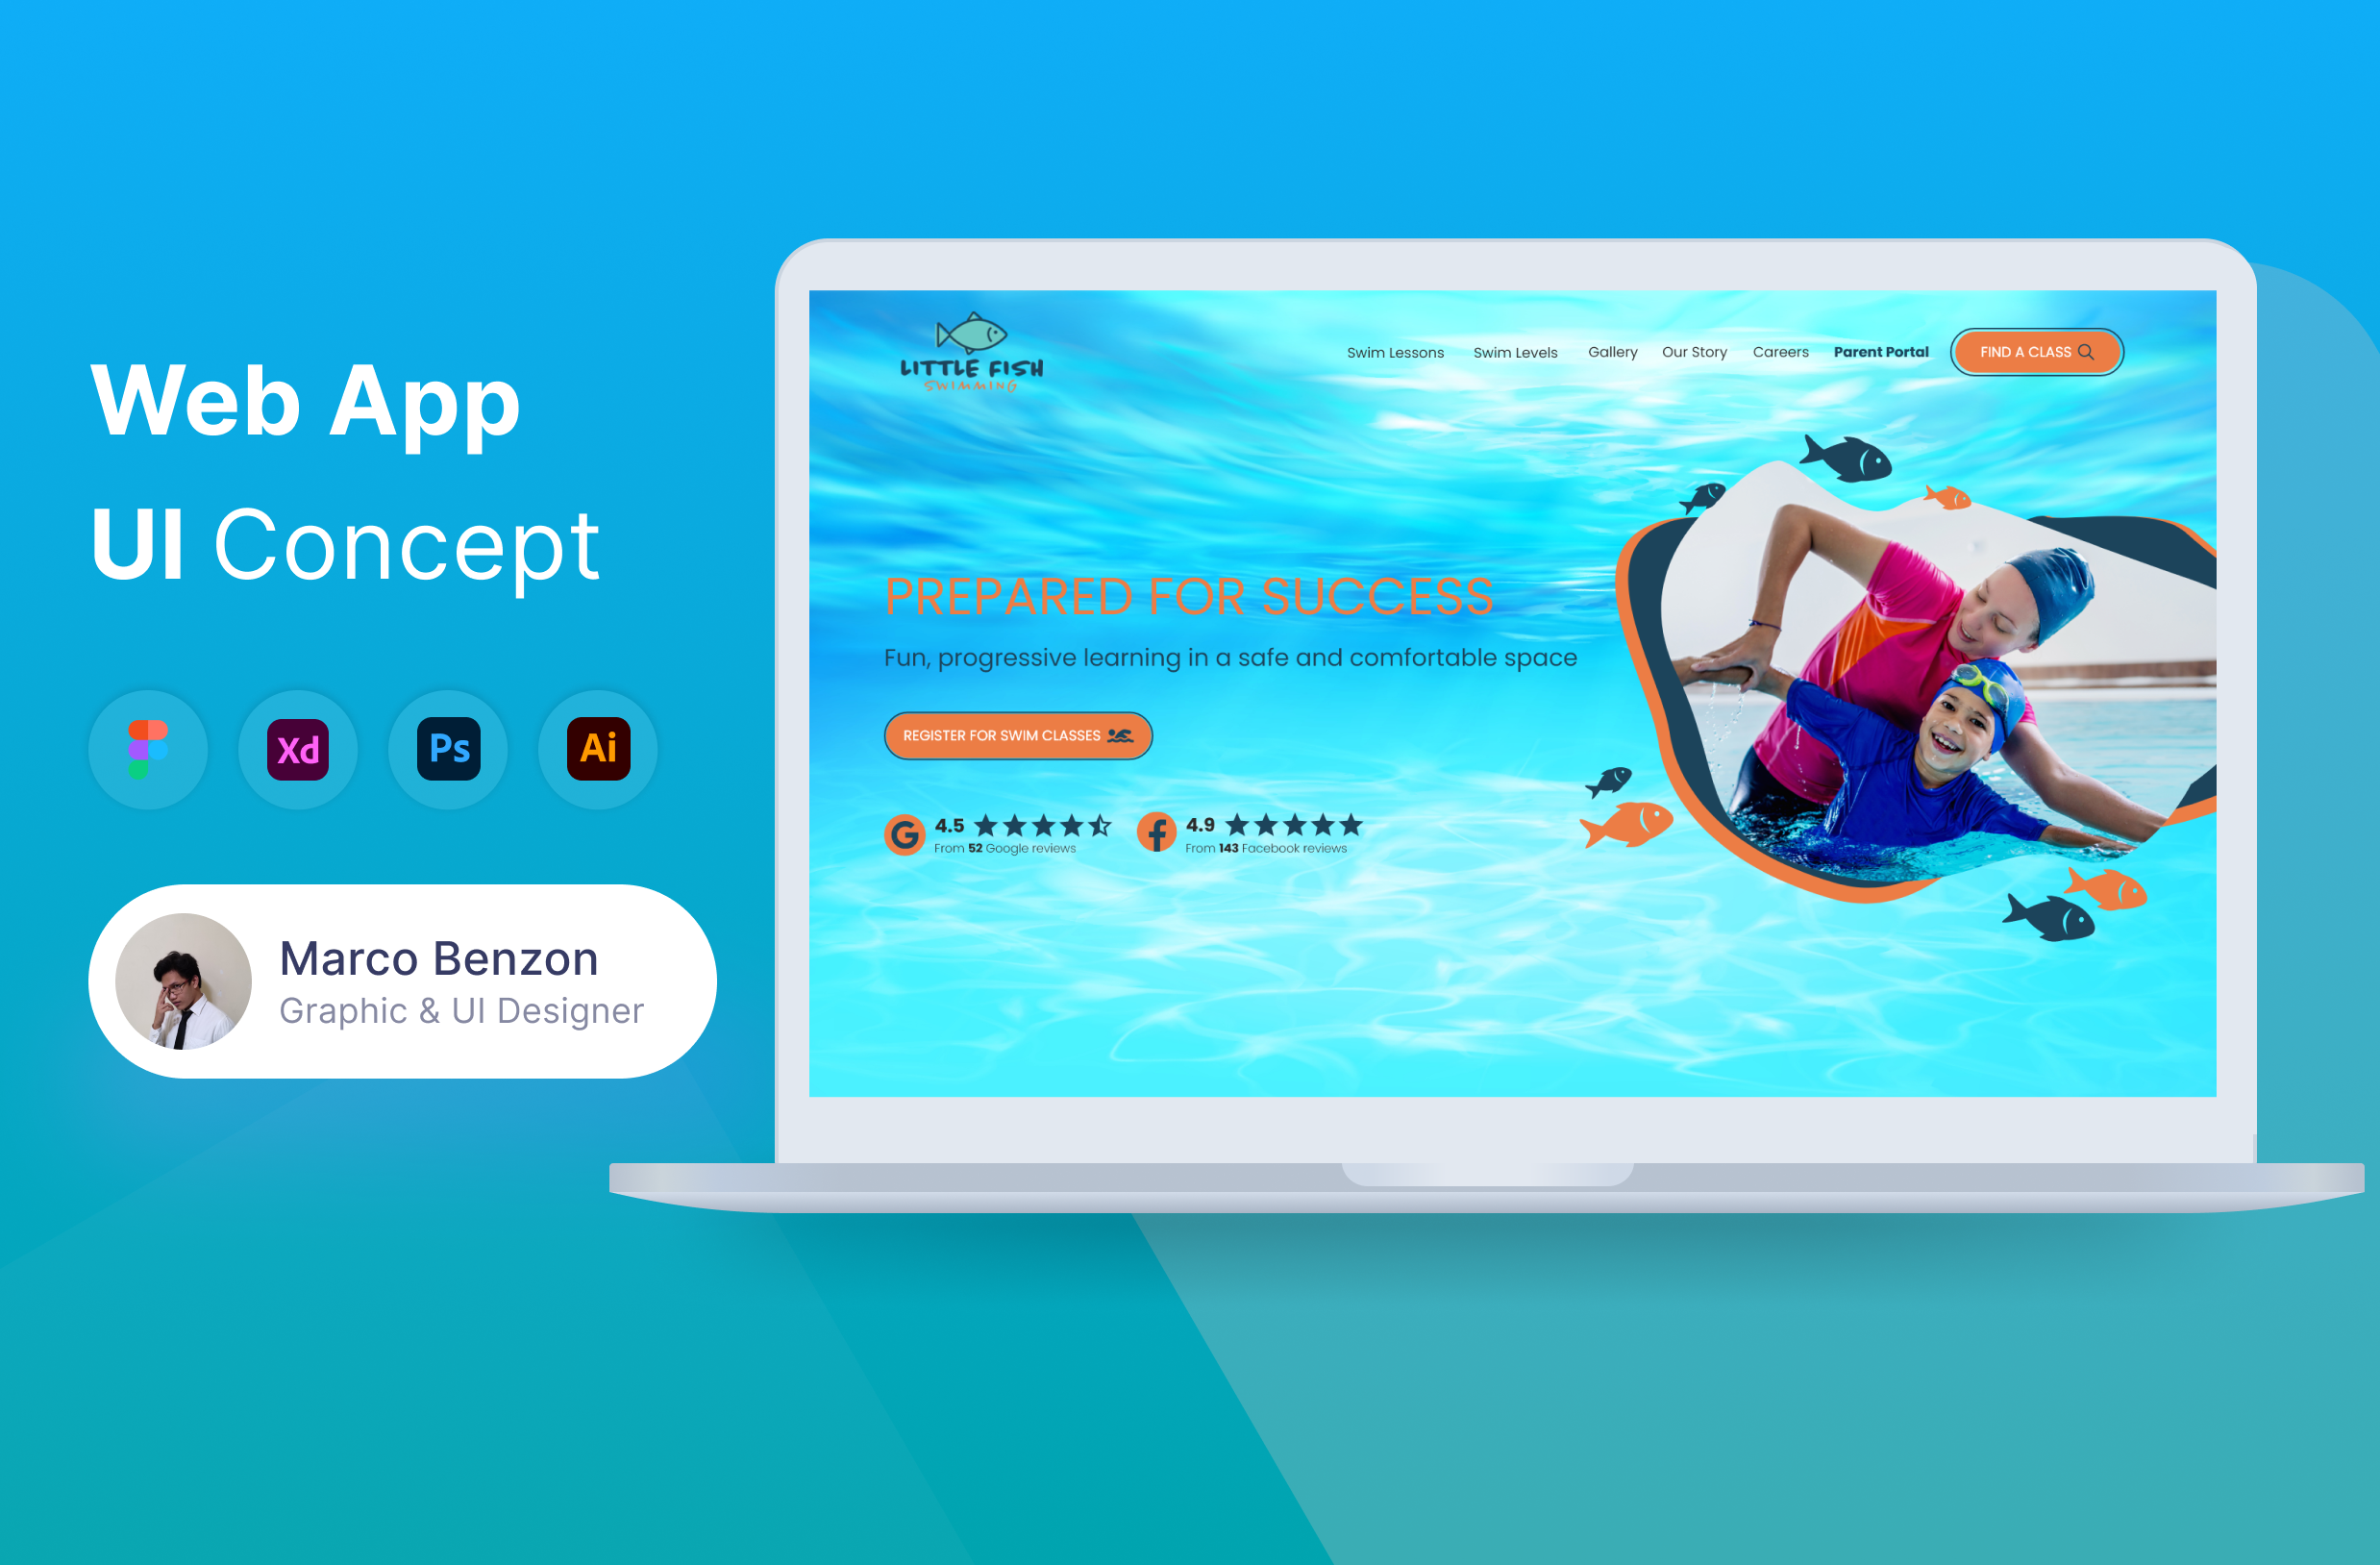 Web App
UI Concept
Xd
Ps
Ai
Marco Benzon
Graphic & UI Designer
LITTLE FISH
SWIMMING
Swim Lessons
Swim Levels
Gallery
Our Story
Careers
Parent Portal
FIND A CLASS
PREPARED FOR SUCCESS
Fun, progressive learning in a safe and comfortable space
REGISTER FOR SWIM CLASSES
G 4.5
From 52 Google reviews
f 4.9
From 143 Facebook reviews